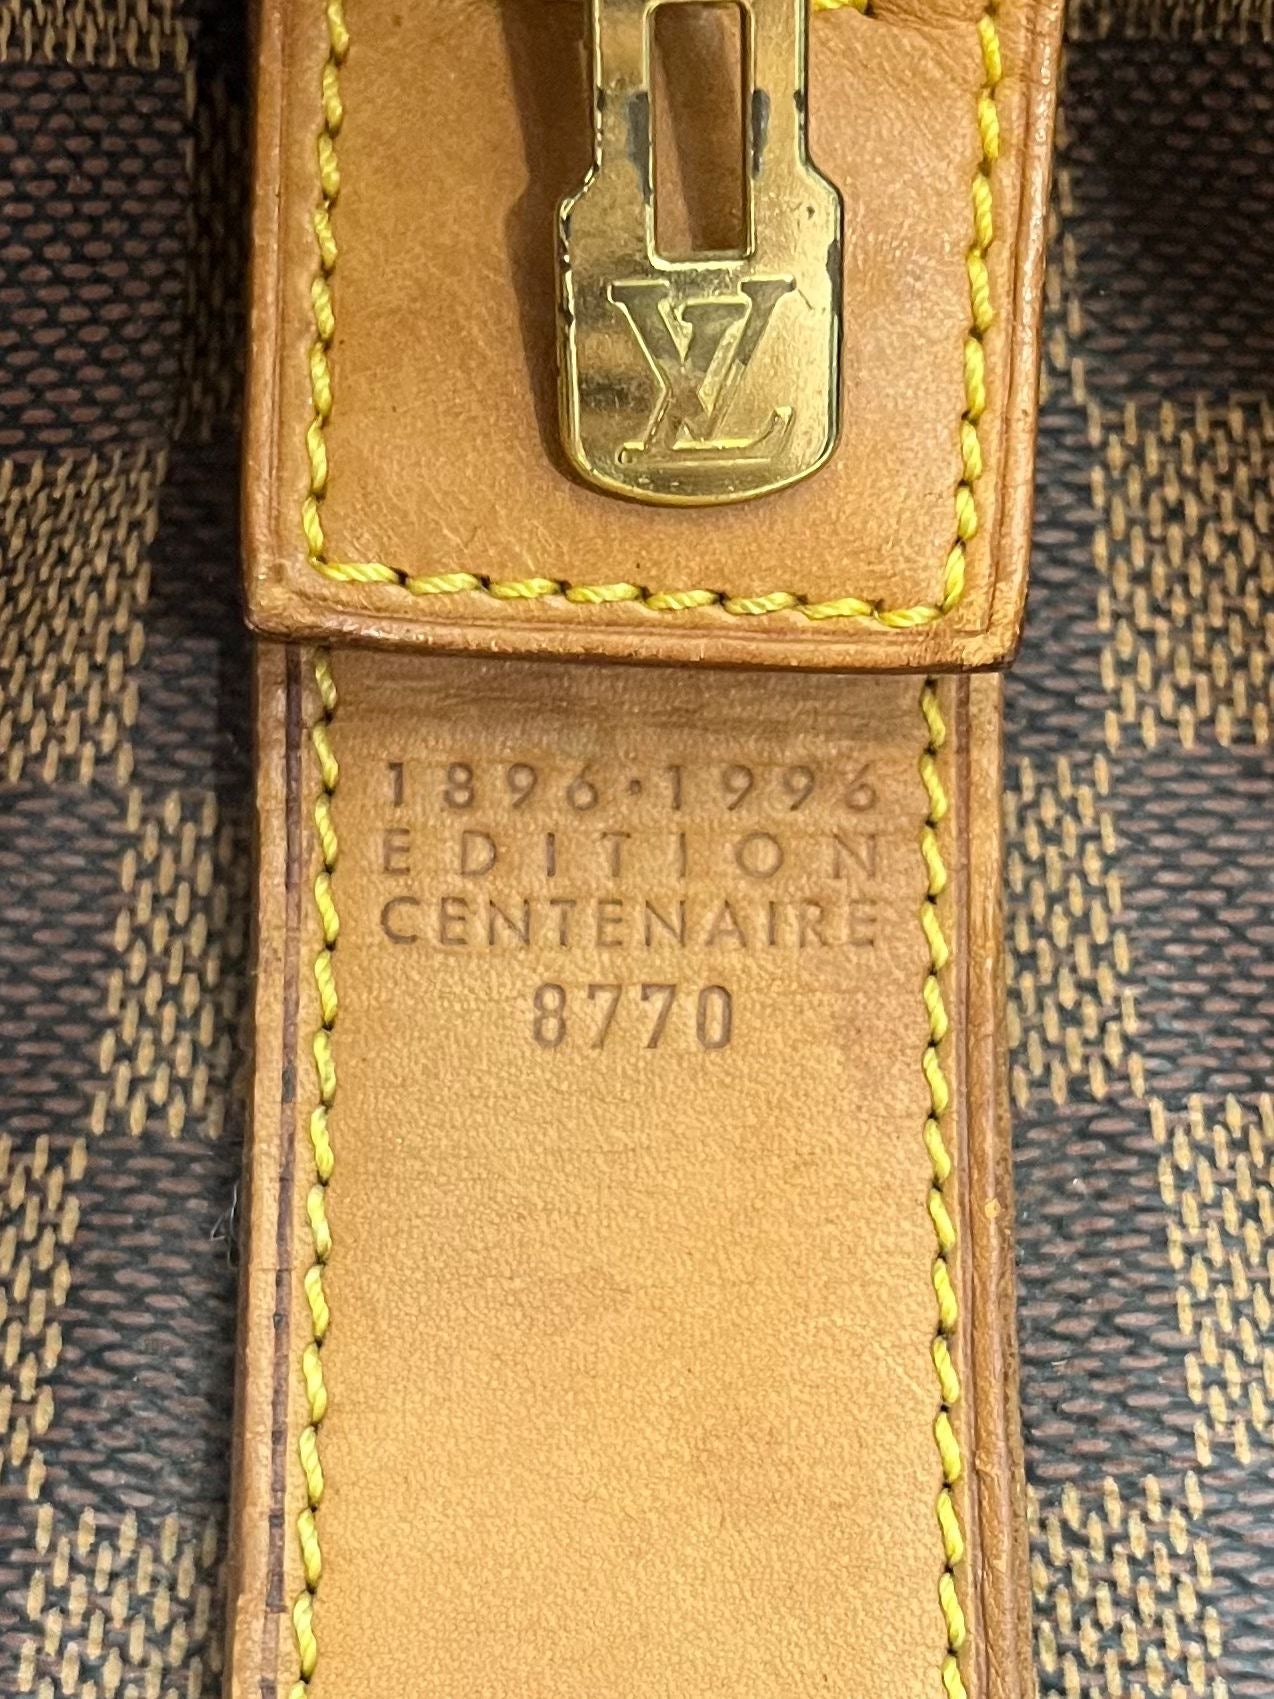 LV
1896•1996
EDITION
CENTENAIRE
8770